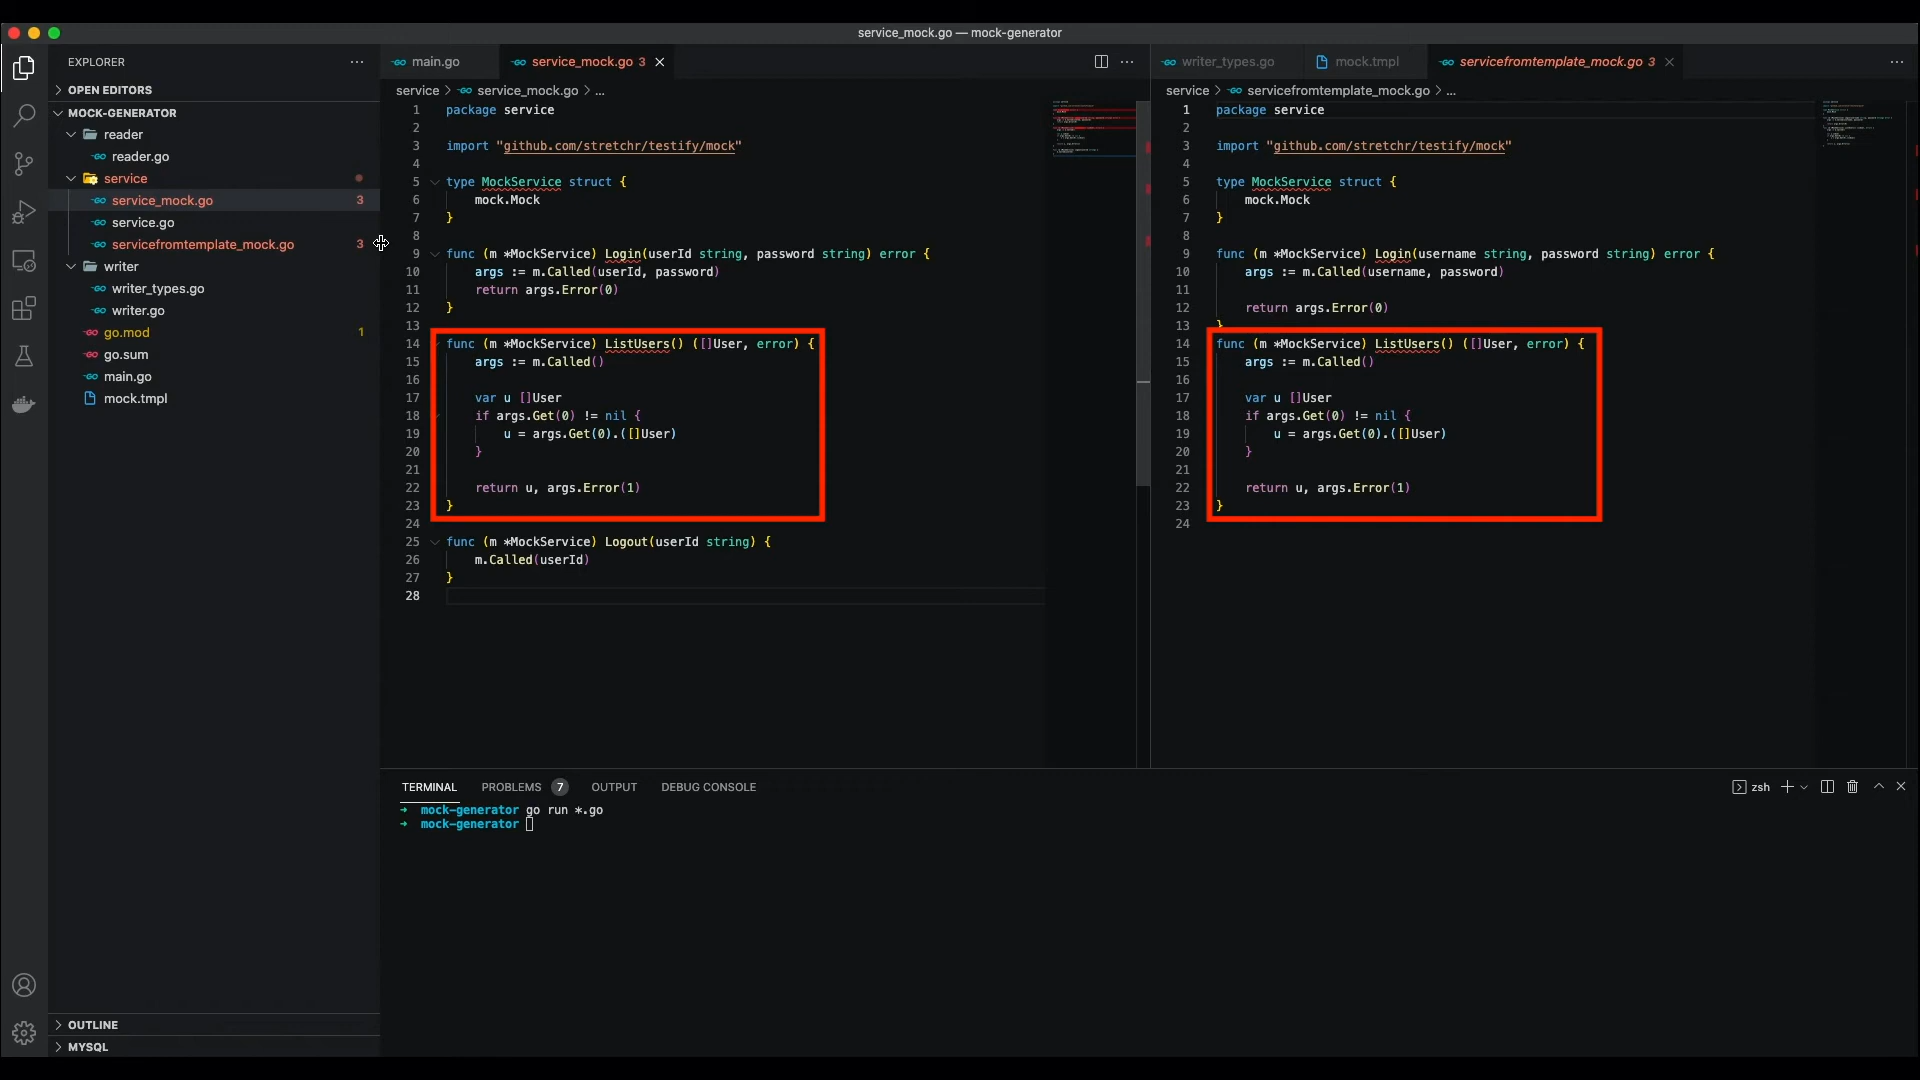 service_mock.go — mock-generator
EXPLORER
OPEN EDITORS
MOCK-GENERATOR
reader
reader.go
service
service_mock.go 3
service.go
servicefromtemplate_mock.go 3
writer
writer_types.go
writer.go
go.mod 1
go.sum
main.go
mock.tmpl
OUTLINE
MYSQL
main.go
service_mock.go 3
service > service_mock.go > ...
1 package service
2
3 import "github.com/stretchr/testify/mock"
4
5 type MockService struct {
6 mock.Mock
7 }
8
9 func (m *MockService) Login(userId string, password string) error {
10 args := m.Called(userId, password)
11 return args.Error(0)
12 }
13
14 func (m *MockService) ListUsers() ([]User, error) {
15 args := m.Called()
16
17 var u []User
18 if args.Get(0) != nil {
19 u = args.Get(0).([]User)
20 }
21
22 return u, args.Error(1)
23 }
24
25 func (m *MockService) Logout(userId string) {
26 m.Called(userId)
27 }
28
writer_types.go
mock.tmpl
servicefromtemplate_mock.go 3
service > servicefromtemplate_mock.go > ...
1 package service
2
3 import "github.com/stretchr/testify/mock"
4
5 type MockService struct {
6 mock.Mock
7 }
8
9 func (m *MockService) Login(username string, password string) error {
10 args := m.Called(username, password)
11
12 return args.Error(0)
13 }
14 func (m *MockService) ListUsers() ([]User, error) {
15 args := m.Called()
16
17 var u []User
18 if args.Get(0) != nil {
19 u = args.Get(0).([]User)
20 }
21
22 return u, args.Error(1)
23 }
24
TERMINAL PROBLEMS 7 OUTPUT DEBUG CONSOLE
zsh
→ mock-generator go run *.go
→ mock-generator